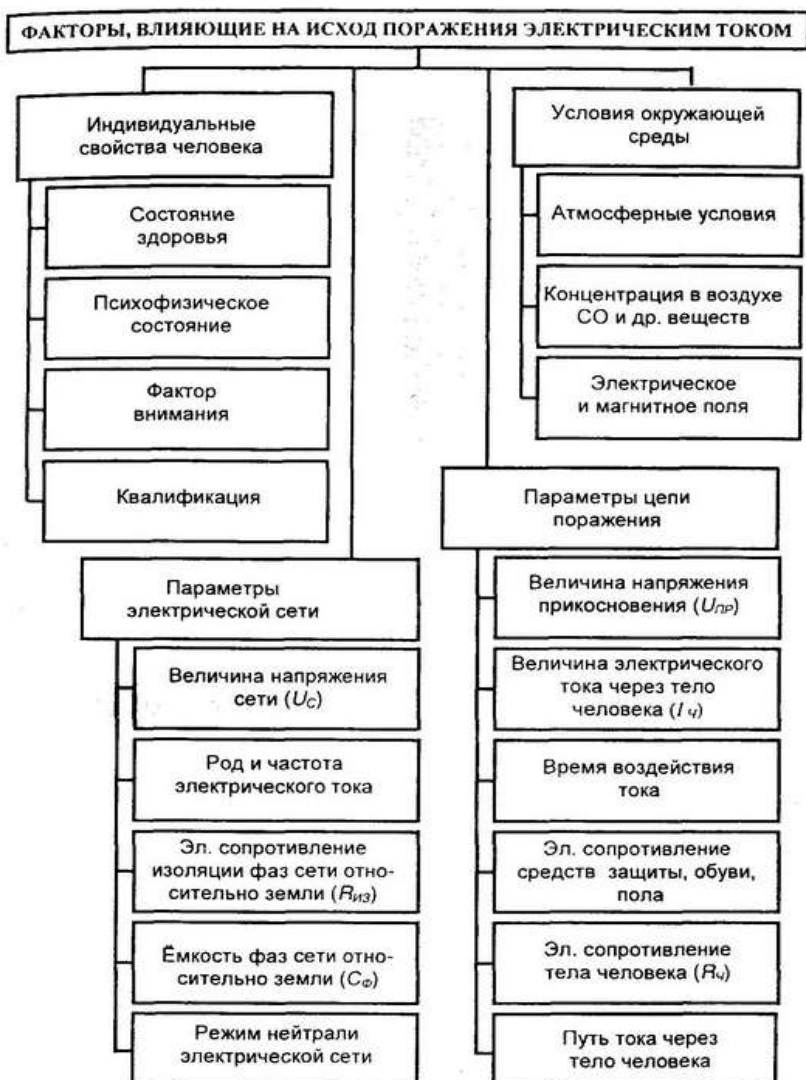 ФАКТОРЫ, ВЛИЯЮЩИЕ НА ИСХОД ПОРАЖЕНИЯ ЭЛЕКТРИЧЕСКИМ ТОКОМ
Индивидуальные
свойства человека
Состояние
здоровья
Психофизическое
состояние
Фактор
внимания
Квалификация
Условия окружающей
среды
Атмосферные условия
Концентрация в воздухе
СО и др. веществ
Электрическое
и магнитное поля
Параметры
электрической сети
Величина напряжения
сети (UС)
Род и частота
электрического тока
Эл. сопротивление
изоляции фаз сети отно-
сительно земли (RИЗ)
Ёмкость фаз сети отно-
сительно земли (CФ)
Режим нейтрали
электрической сети
Параметры цепи
поражения
Величина напряжения
прикосновения (UПР)
Величина электрического
тока через тело
человека (I Ч)
Время воздействия
тока
Эл. сопротивление
средств защиты, обуви,
пола
Эл. сопротивление
тела человека (RЧ)
Путь тока через
тело человека